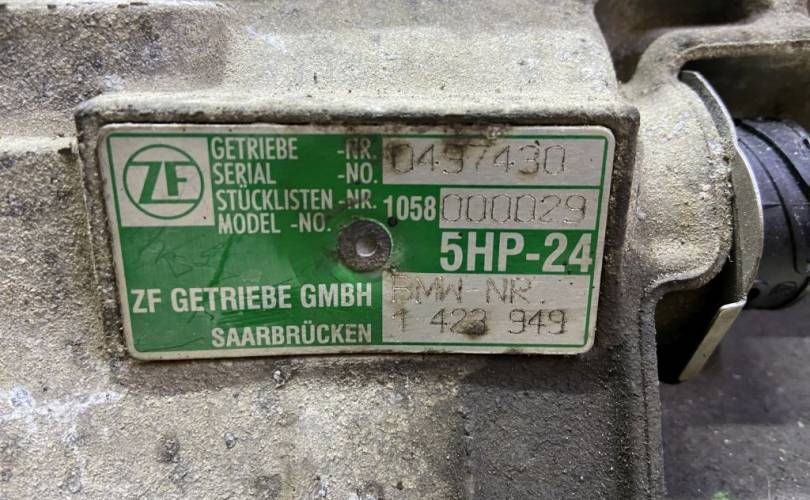 ZF
GETRIEBE -NR. 0497430
SERIAL -NO.
STÜCKLISTEN -NR. 1058 000029
MODEL -NO.
5HP-24
ZF GETRIEBE GMBH BMW-NR.
SAARBRÜCKEN 1 423 949